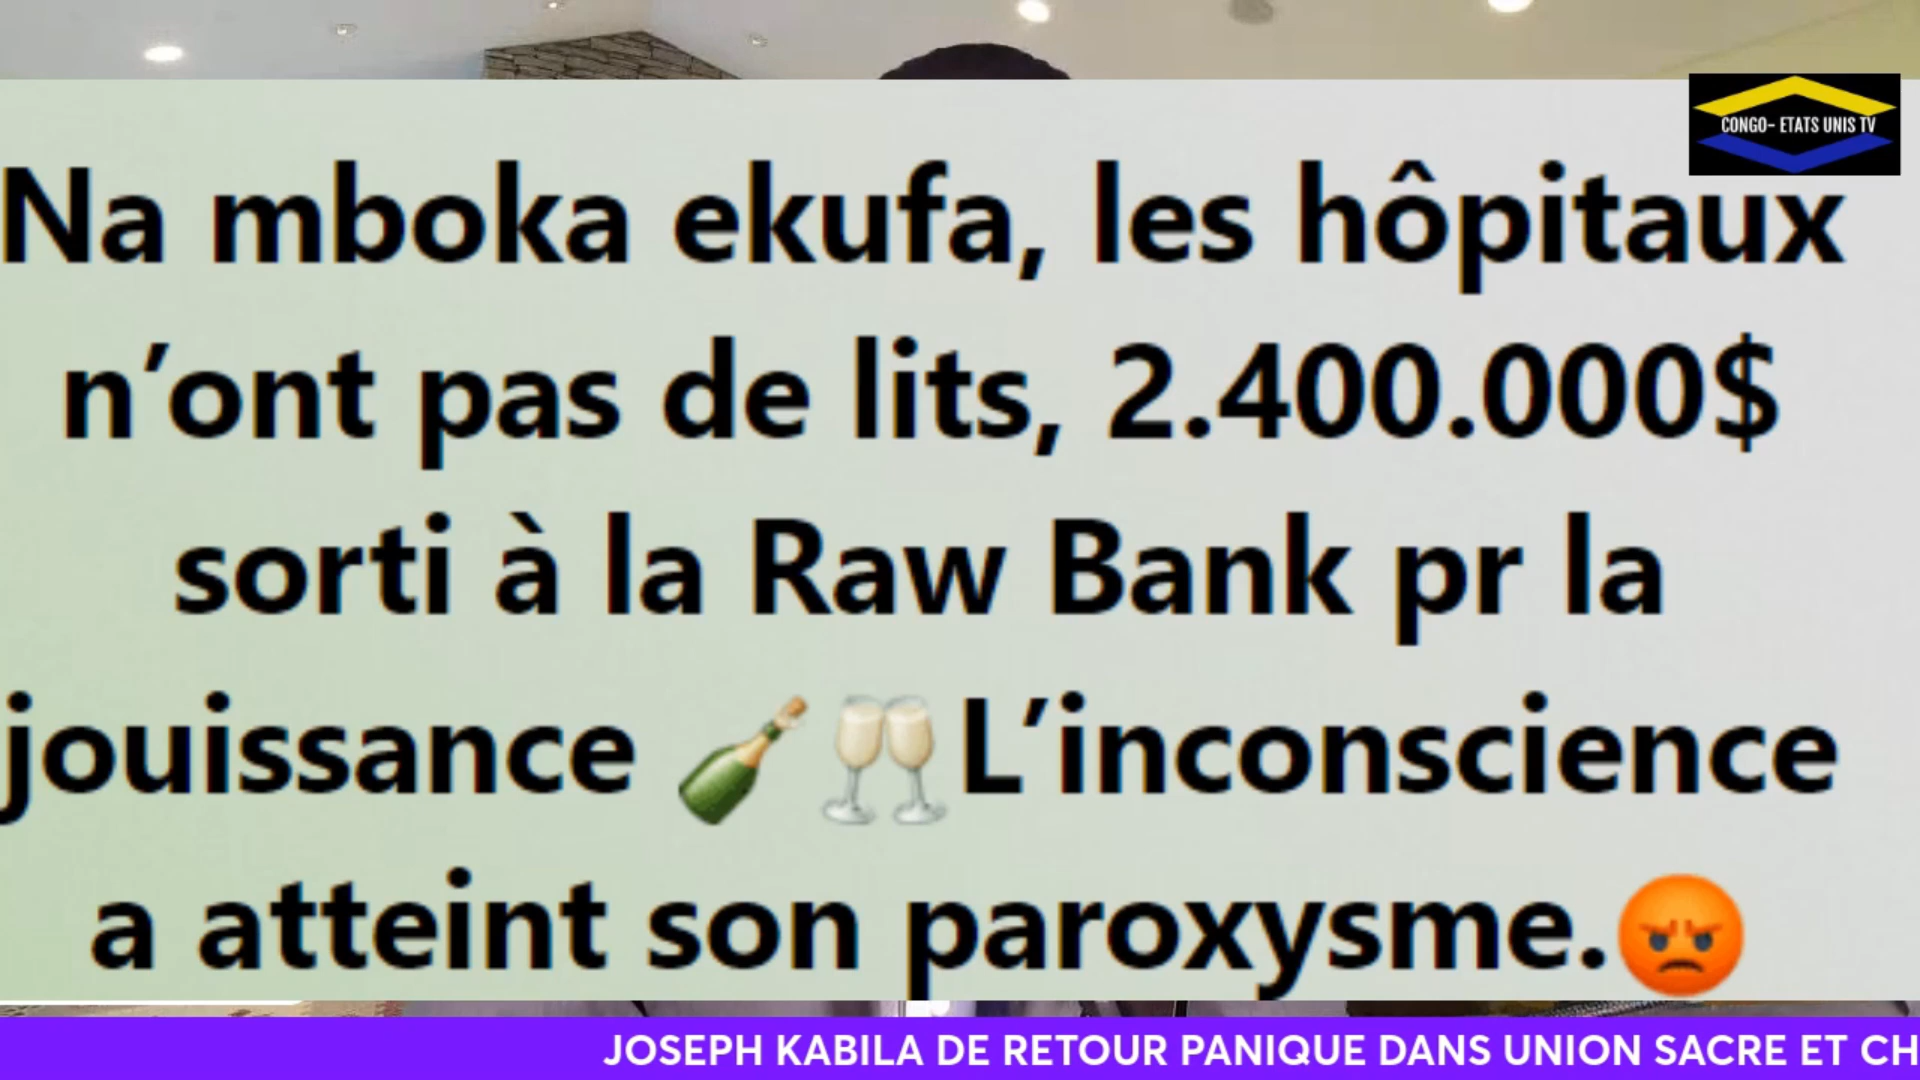 CONGO- ETATS UNIS TV
Na mboka ekufa, les hôpitaux
n’ont pas de lits, 2.400.000$
sorti à la Raw Bank pr la
jouissance 🍾 🥂L’inconscience
a atteint son paroxysme.😡
JOSEPH KABILA DE RETOUR PANIQUE DANS UNION SACRE ET CH